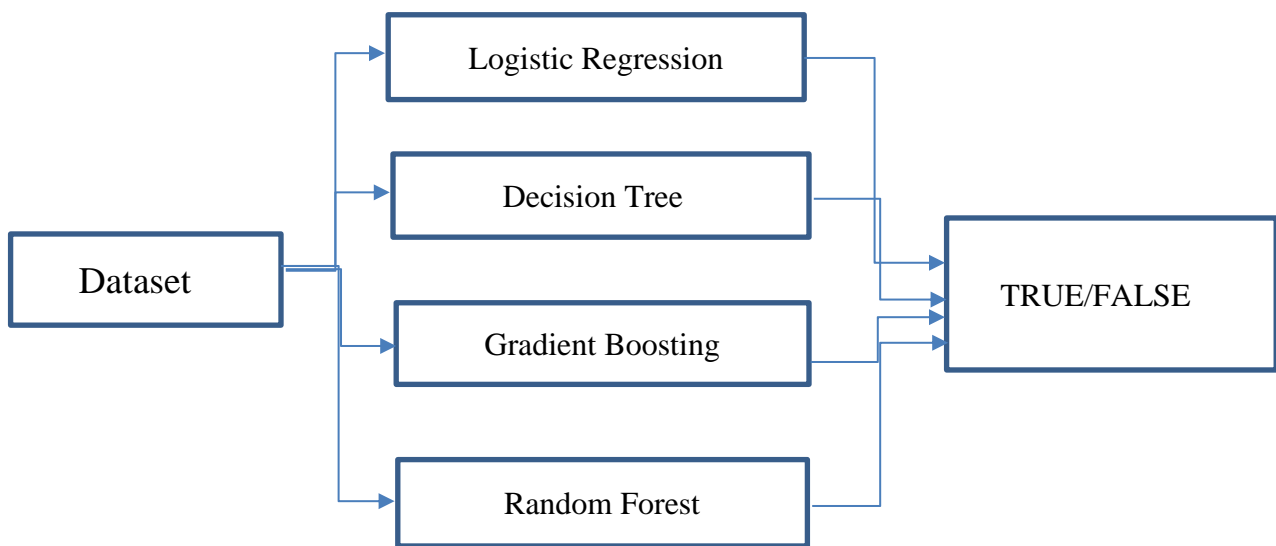 Logistic Regression
Decision Tree
Dataset
TRUE/FALSE
Gradient Boosting
Random Forest